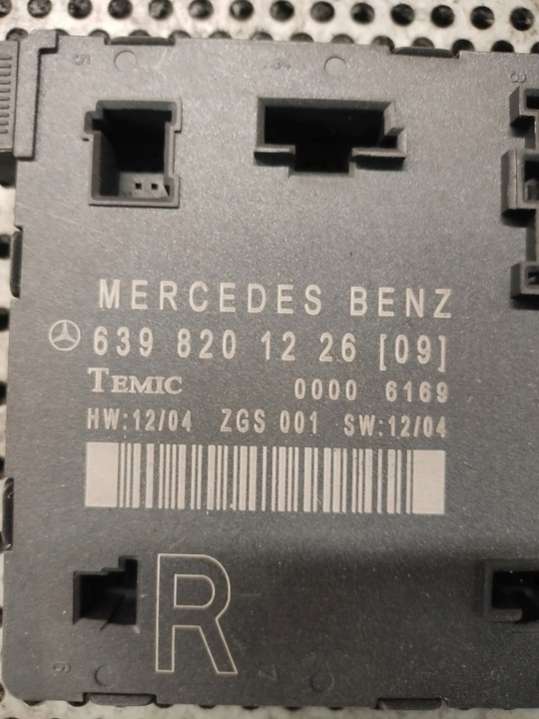 MERCEDES BENZ
639 820 12 26 [09]
TEMIC 0000 6169
HW:12/04 ZGS 001 SW:12/04
R